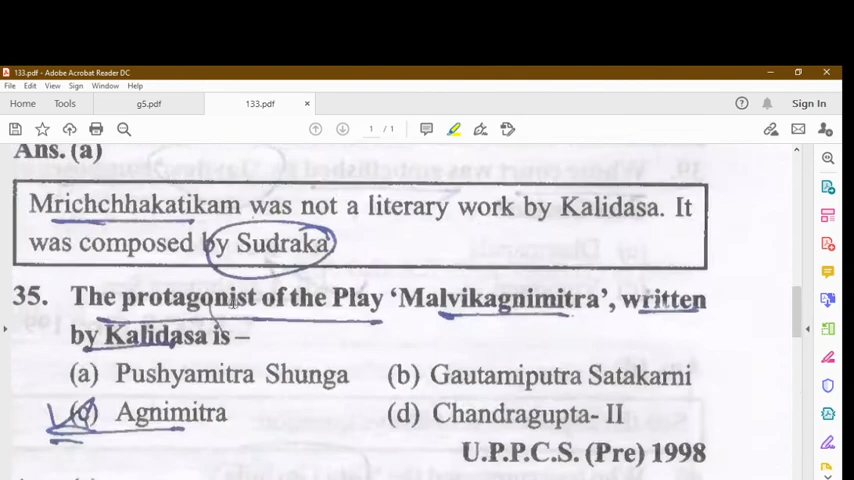 133.pdf - Adobe Acrobat Reader DC
File Edit View Sign Window Help
Home Tools g5.pdf 133.pdf × Sign In
1 / 1
Ans. (a)
Mrichchhakatikam was not a literary work by Kalidasa. It
was composed by Sudraka
35. The protagonist of the Play ‘Malvikagnimitra’, written
by Kalidasa is –
(a) Pushyamitra Shunga (b) Gautamiputra Satakarni
(c) Agnimitra (d) Chandragupta- II
U.P.P.C.S. (Pre) 1998